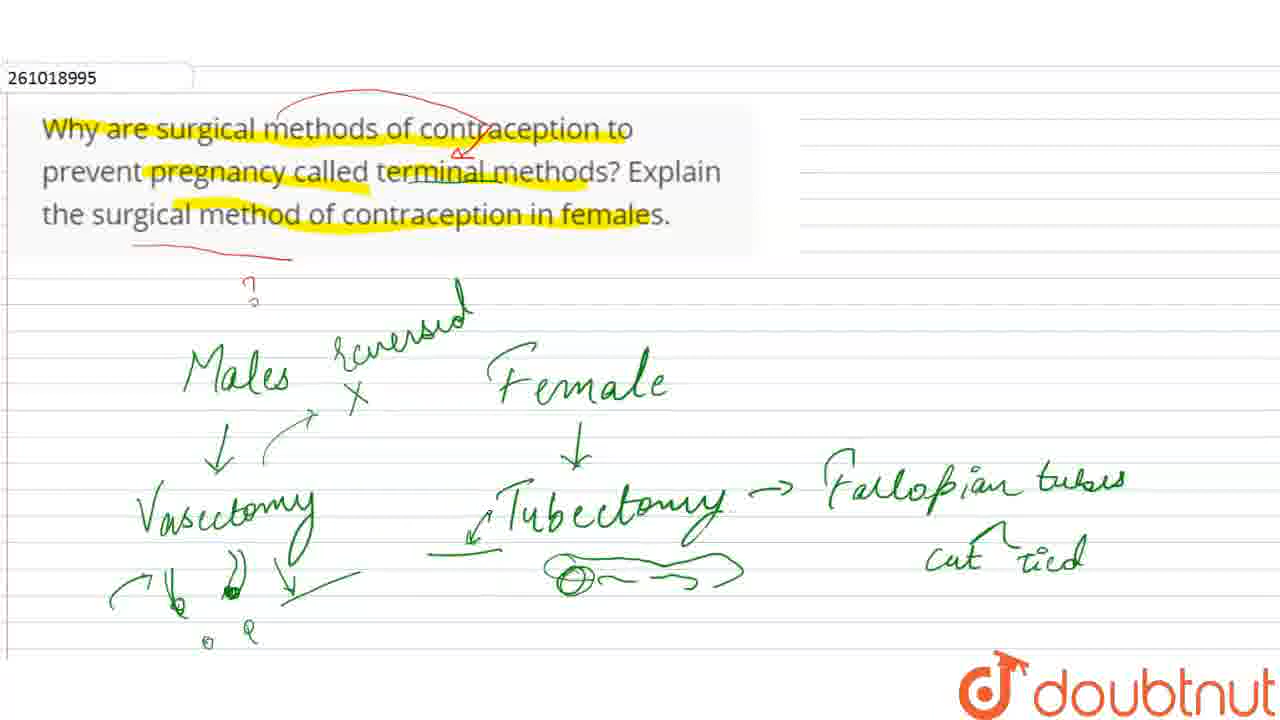 261018995
Why are surgical methods of contraception to
prevent pregnancy called terminal methods? Explain
the surgical method of contraception in females.
?
Males reversed Female
X
Vasectomy Tubectomy → Fallopian tubes
cut tied
doubtnut